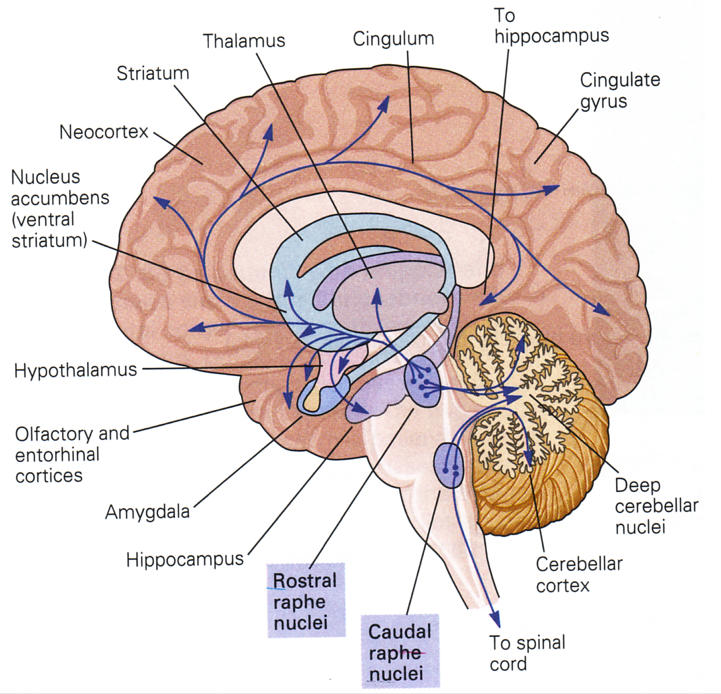 To
hippocampus
Cingulum
Thalamus
Striatum
Cingulate
gyrus
Neocortex
Nucleus
accumbens
(ventral
striatum)
Hypothalamus
Olfactory and
entorhinal
cortices
Amygdala
Hippocampus
Rostral
raphe
nuclei
Caudal
raphe
nuclei
To spinal
cord
Cerebellar
cortex
Deep
cerebellar
nuclei